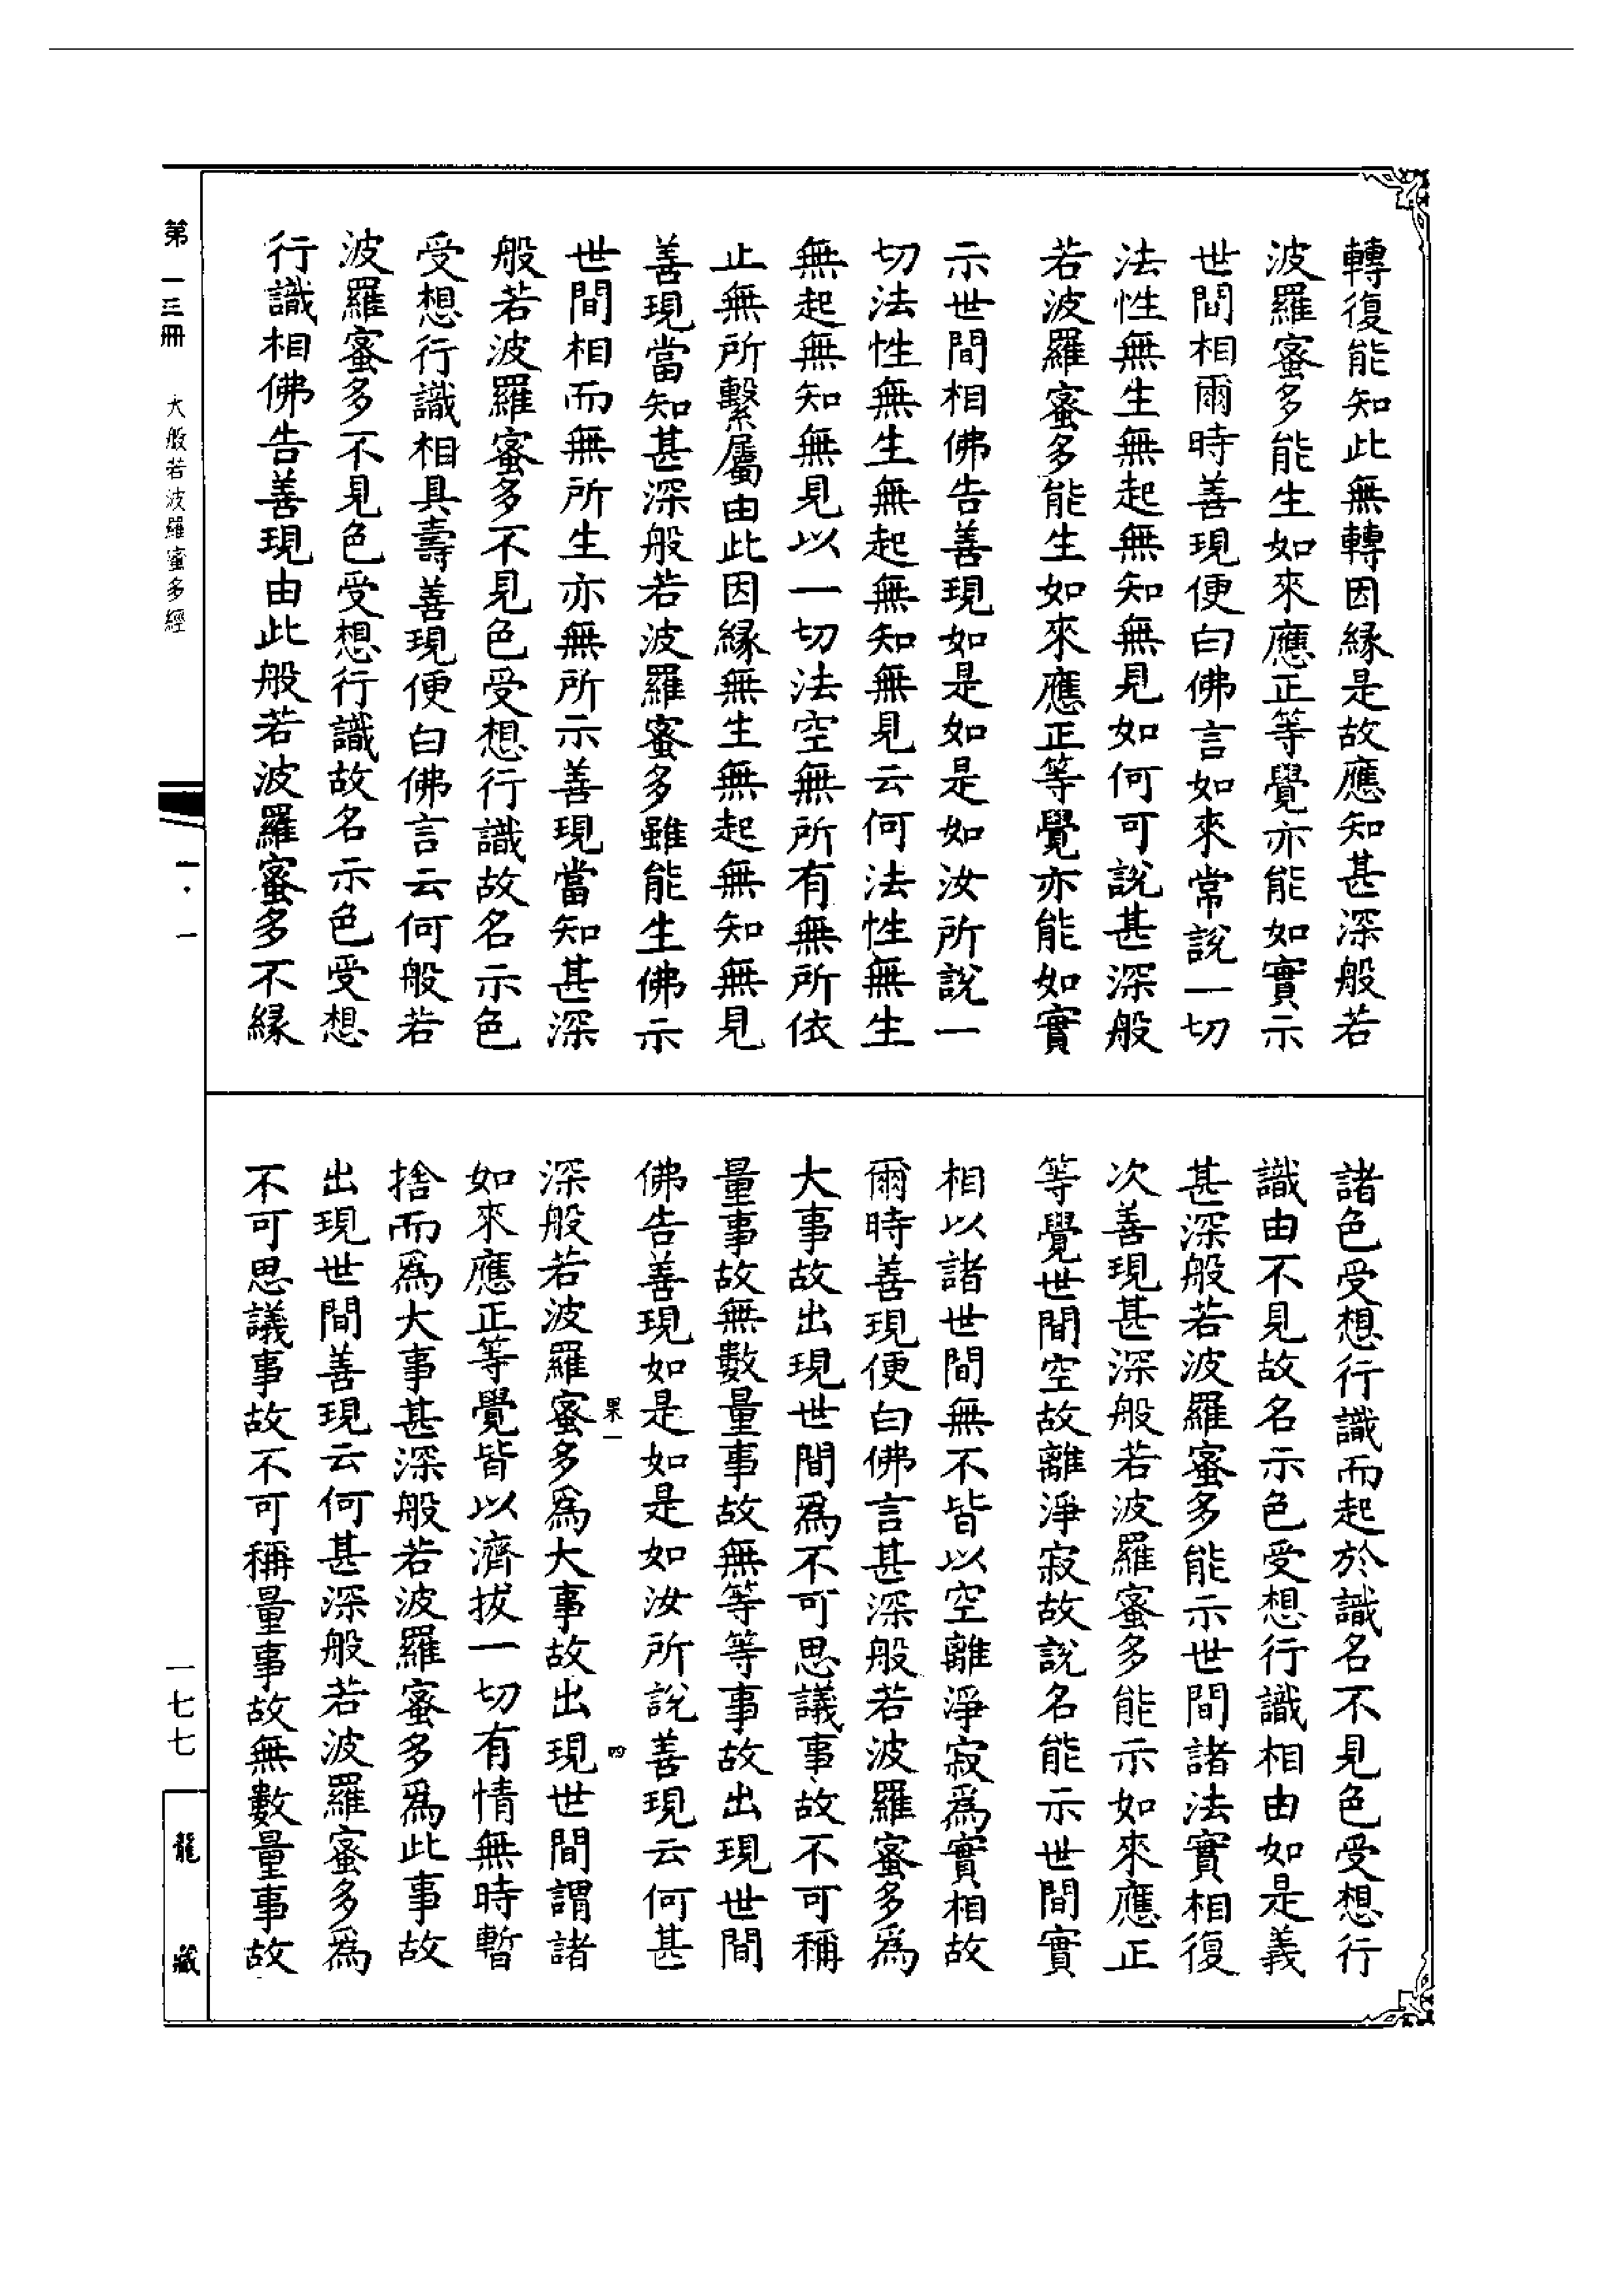 轉復能知此無轉因緣是故應知甚深般若
波羅蜜多能生如來應正等覺亦能如實示
世間相爾時善現便白佛言如來常說一切
法性無生無起無知無見如何可說甚深般
若波羅蜜多能生如來應正等覺亦能如實
示世間相佛告善現如是如是如汝所說一
切法性無生無起無知無見云何法性無生
無起無知無見以一切法空無所有無所依
止無所繫屬由此因緣無生無起無知無見
善現當知甚深般若波羅蜜多雖能生佛示
世間相而無所生亦無所示善現當知甚深
般若波羅蜜多不見色受想行識故名示色
受想行識相具壽善現便白佛言云何般若
波羅蜜多不見色受想行識故名示色受想
行識相佛告善現由此般若波羅蜜多不緣
諸色受想行識而起於識名不見色受想行
識由不見故名示色受想行識相由如是義
甚深般若波羅蜜多能示世間諸法實相復
次善現甚深般若波羅蜜多能示如來應正
等覺世間空故離淨寂故說名能示世間實
相以諸世間無不皆以空離淨寂爲實相故
爾時善現便白佛言甚深般若波羅蜜多爲
大事故出現世間爲不可思議事故不可稱
量事故無數量事故無等等事故出現世間
佛告善現如是如是如汝所說善現云何甚
果一 四
深般若波羅蜜多爲大事故出現世間謂諸
如來應正等覺皆以濟拔一切有情無時暫
捨而爲大事甚深般若波羅蜜多爲此事故
出現世間善現云何甚深般若波羅蜜多爲
不可思議事故不可稱量事故無數量事故
第一三冊 大般若波羅蜜多經 一·一 一七七 龍藏